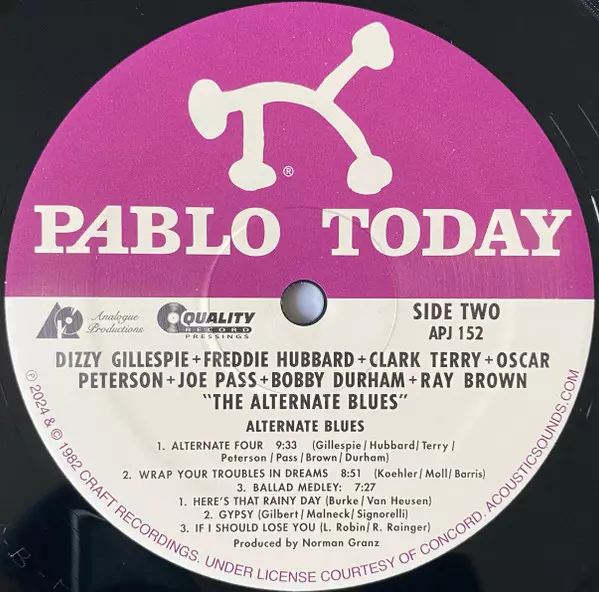 ®
PABLO TODAY
Analogue
Productions
QUALITY
RECORD
PRESSINGS
SIDE TWO
APJ 152
DIZZY GILLESPIE+FREDDIE HUBBARD+CLARK TERRY+OSCAR
PETERSON+JOE PASS+BOBBY DURHAM+RAY BROWN
"THE ALTERNATE BLUES"
ALTERNATE BLUES
1. ALTERNATE FOUR 9:33 (Gillespie/Hubbard/Terry/
Peterson/Pass/Brown/Durham)
2. WRAP YOUR TROUBLES IN DREAMS 8:51 (Koehler/Moll/Barris)
3. BALLAD MEDLEY: 7:27
1. HERE'S THAT RAINY DAY (Burke/Van Heusen)
2. GYPSY (Gilbert/Malneck/Signorelli)
3. IF I SHOULD LOSE YOU (L. Robin/R. Rainger)
Produced by Norman Granz
℗ 2024 & © 1982 CRAFT RECORDINGS. UNDER LICENSE COURTESY OF CONCORD. ACOUSTICSOUNDS.COM